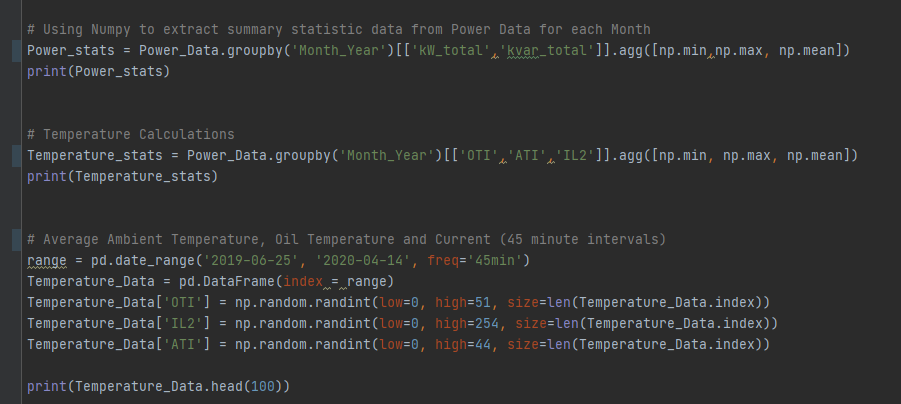 # Using Numpy to extract summary statistic data from Power Data for each Month
Power_stats = Power_Data.groupby('Month_Year')[['kW_total','kvar_total']].agg([np.min,np.max, np.mean])
print(Power_stats)
# Temperature Calculations
Temperature_stats = Power_Data.groupby('Month_Year')[['OTI','ATI','IL2']].agg([np.min, np.max, np.mean])
print(Temperature_stats)
# Average Ambient Temperature, Oil Temperature and Current (45 minute intervals)
range = pd.date_range('2019-06-25', '2020-04-14', freq='45min')
Temperature_Data = pd.DataFrame(index = range)
Temperature_Data['OTI'] = np.random.randint(low=0, high=51, size=len(Temperature_Data.index))
Temperature_Data['IL2'] = np.random.randint(low=0, high=254, size=len(Temperature_Data.index))
Temperature_Data['ATI'] = np.random.randint(low=0, high=44, size=len(Temperature_Data.index))
print(Temperature_Data.head(100))